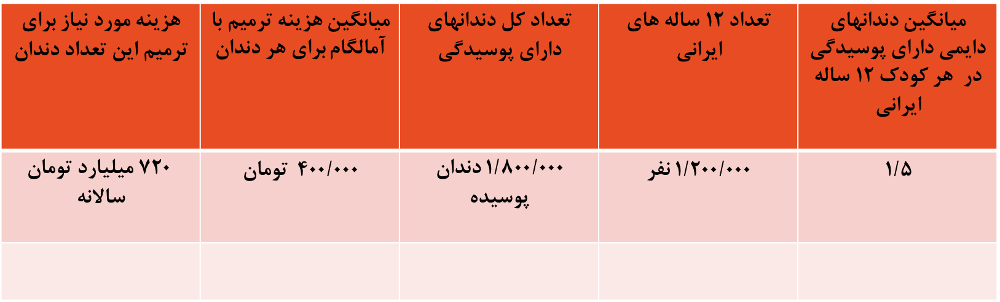 میانگین دندانهای
دایمی دارای پوسیدگی
در هر کودک ۱۲ ساله
ایرانی
تعداد ۱۲ ساله های
ایرانی
تعداد کل دندانهای
دارای پوسیدگی
میانگین هزینه ترمیم با
آمالگام برای هر دندان
هزینه مورد نیاز برای
ترمیم این تعداد دندان
۱/۵
۱/۲۰۰/۰۰۰ نفر
۱/۸۰۰/۰۰۰ دندان
پوسیده
۴۰۰/۰۰۰ تومان
۷۲۰ میلیارد تومان
سالانه